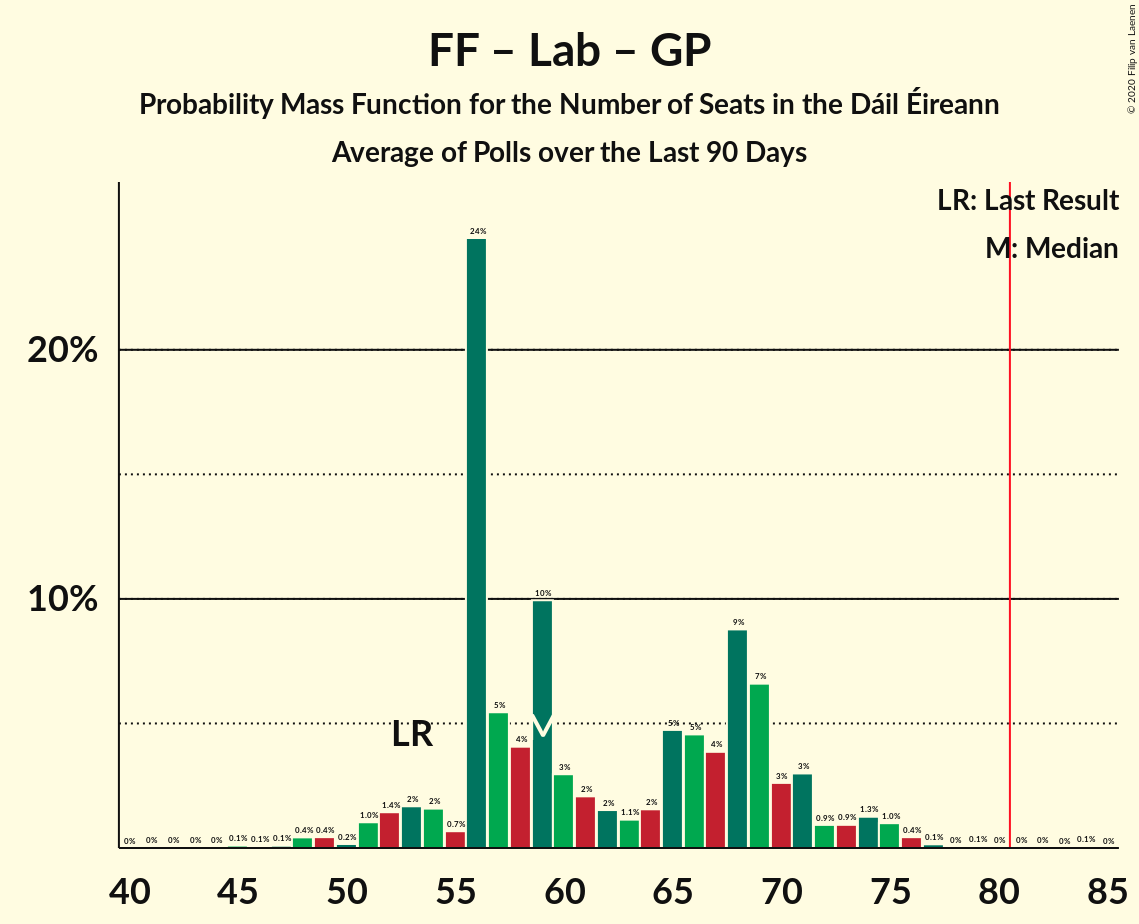 FF – Lab – GP
Probability Mass Function for the Number of Seats in the Dáil Éireann
Average of Polls over the Last 90 Days
© 2020 Filip van Laenen
LR: Last Result
M: Median
24%
20%
10%
10%
9%
7%
LR
5%
4%
3%
2%
2%
1.1%
2%
5%
5%
4%
3%
3%
0% 0% 0% 0% 0% 0.1% 0.1% 0.1% 0.4% 0.4% 0.2% 1.0% 1.4% 2% 2% 0.7%
0.9% 0.9% 1.3% 1.0% 0.4% 0.1% 0% 0.1% 0% 0% 0% 0% 0.1% 0%
40 45 50 55 60 65 70 75 80 85